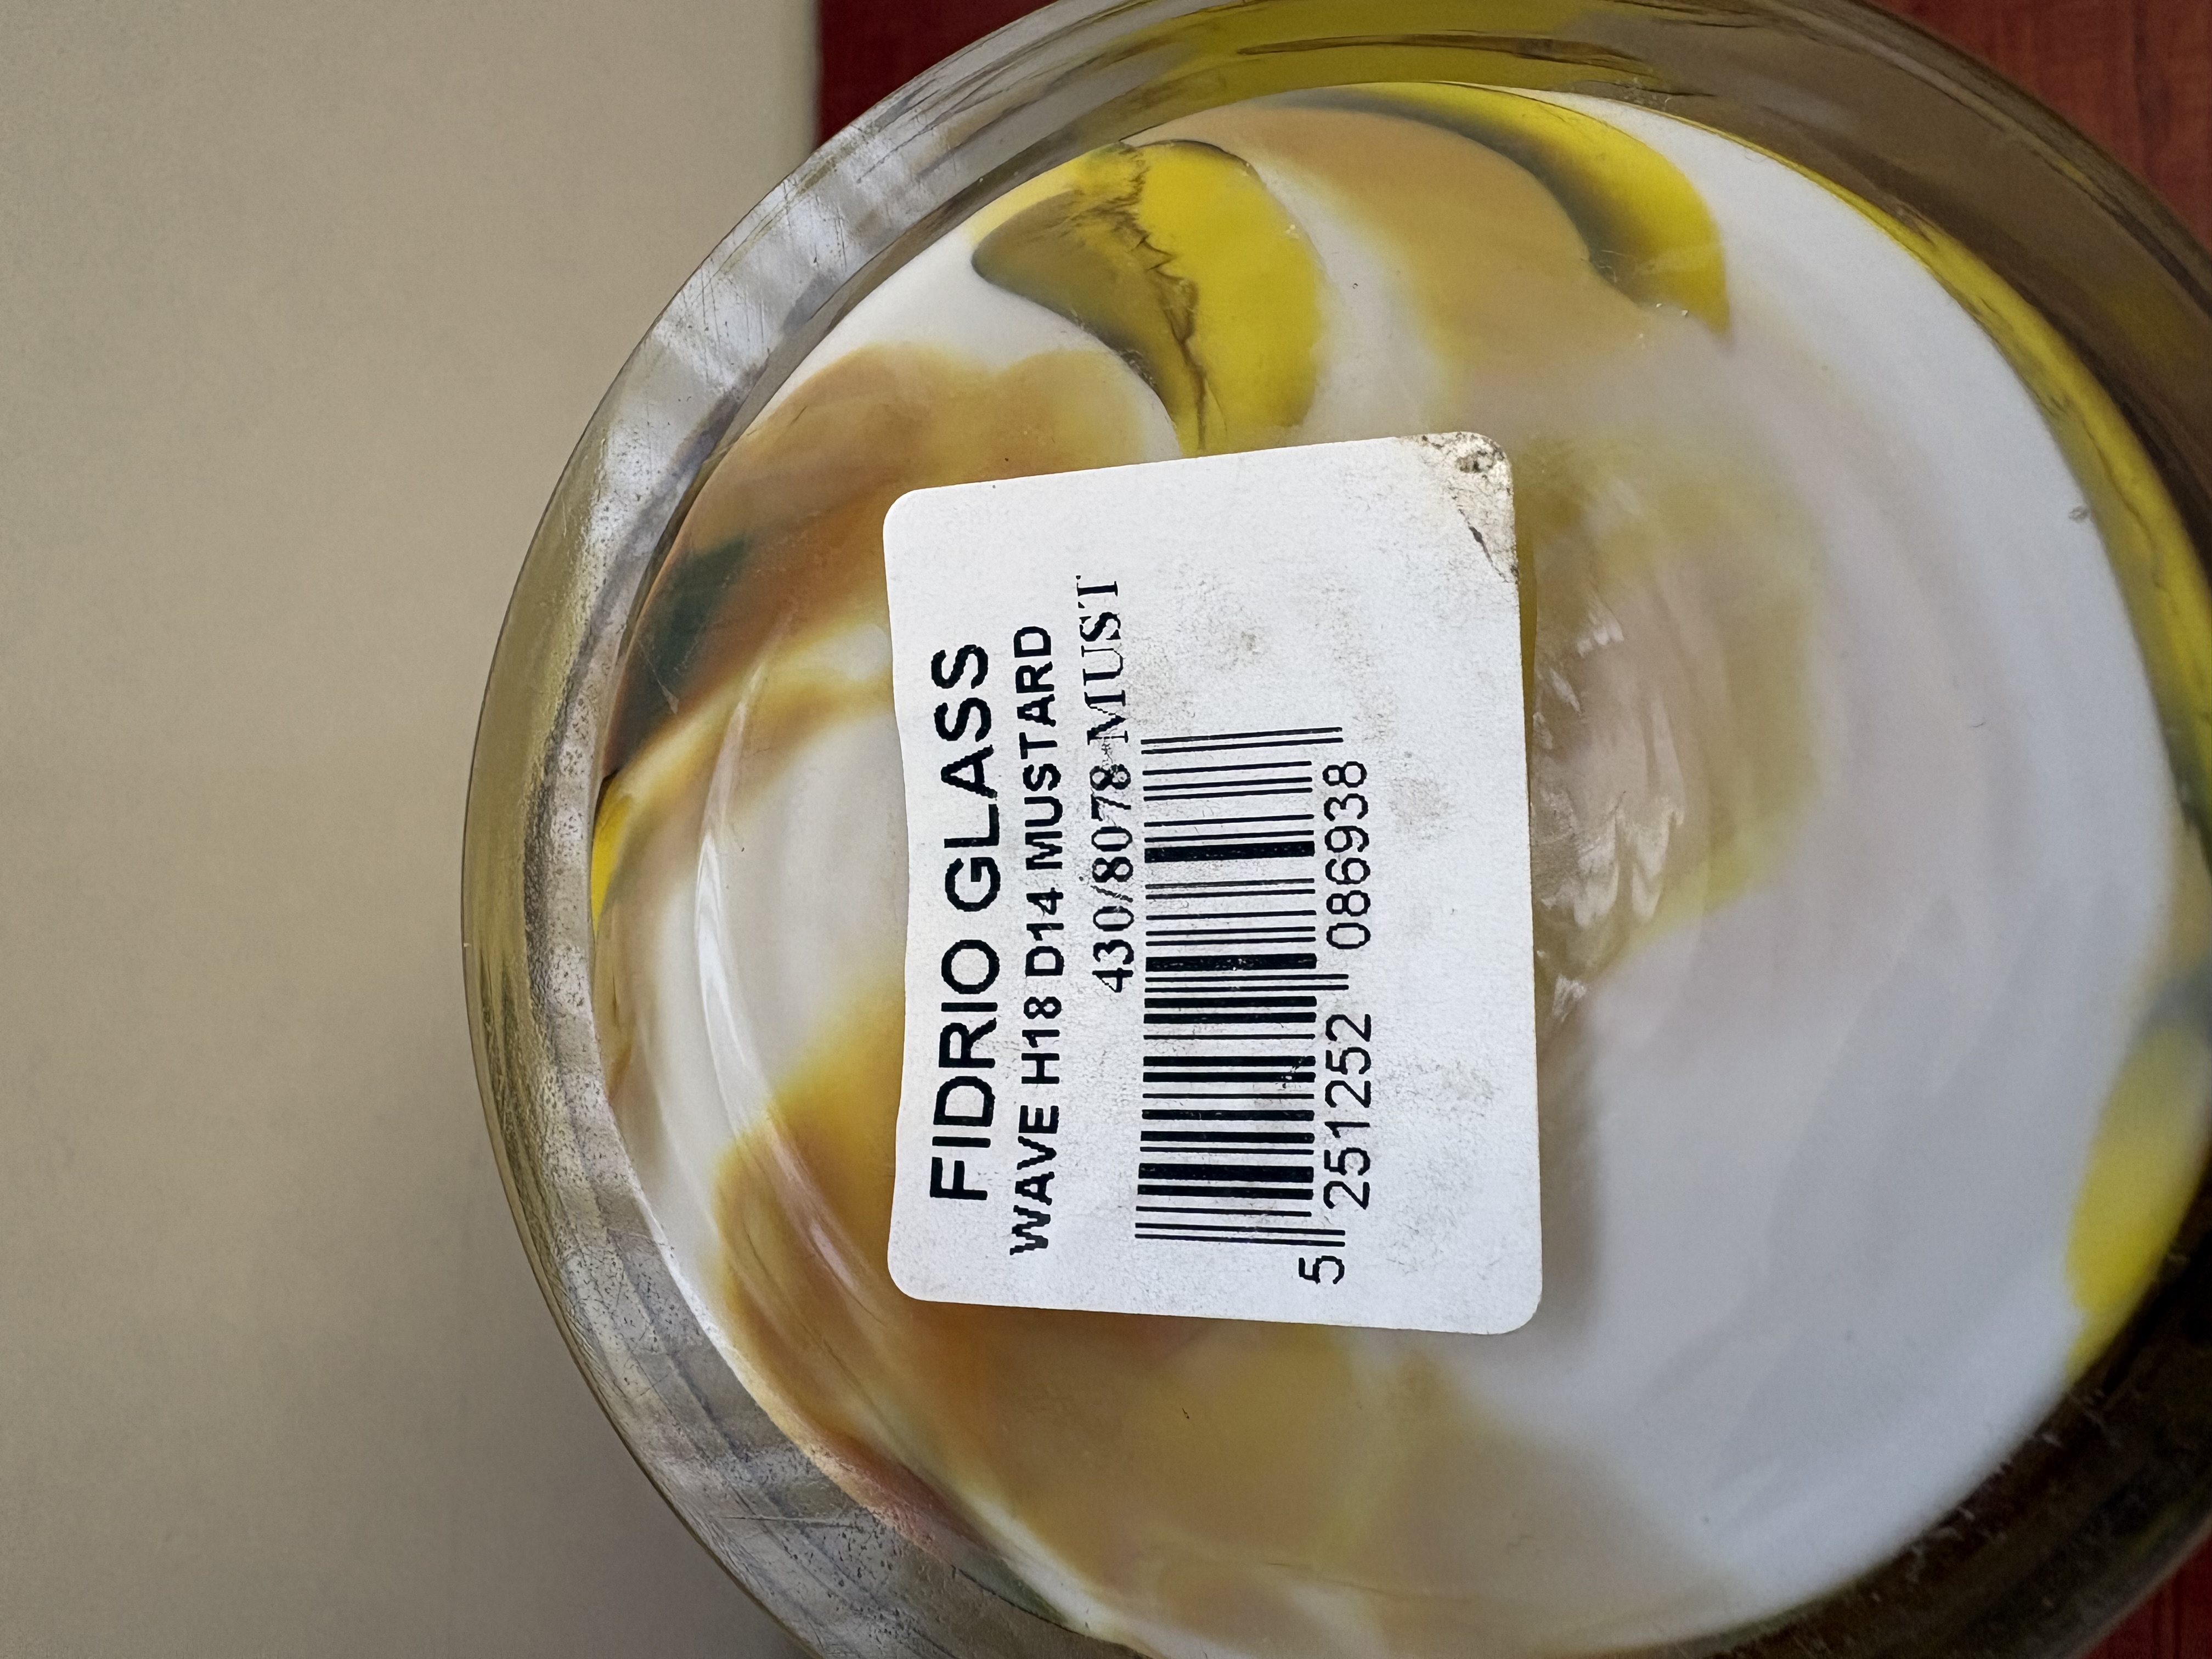 FIDRIO GLASS
WAVE H18 D14 MUSTARD
430/8078-MUST
5 251252 086938